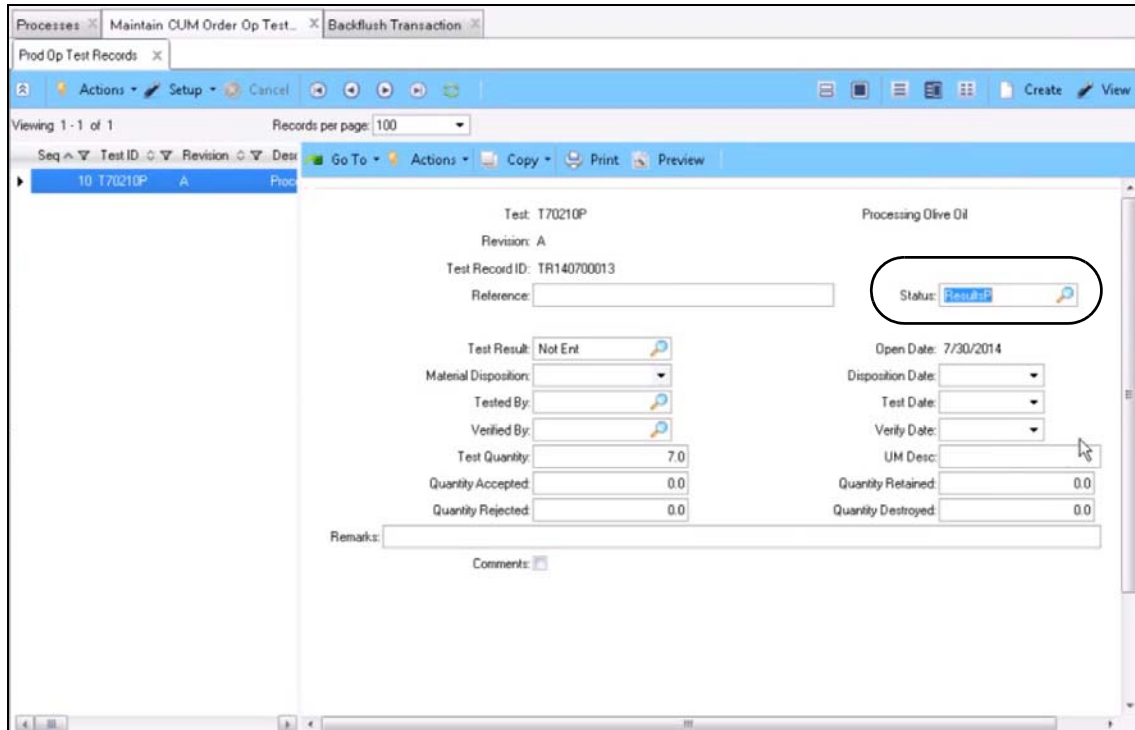 Processes Maintain CUM Order Op Test... Backflush Transaction
Prod Op Test Records
Actions Setup Cancel Create View
Viewing 1 - 1 of 1 Records per page: 100
Seq Test ID Revision Desc Go To Actions Copy Print Preview
10 T70210P A Proce
Test: T70210P Processing Olive Oil
Revision: A
Test Record ID: TR140700013
Reference: Status: ResultsP
Test Result: Not Ent Open Date: 7/30/2014
Material Disposition: Disposition Date:
Tested By: Test Date:
Verified By: Verify Date:
Test Quantity: 7.0 UM Desc:
Quantity Accepted: 0.0 Quantity Retained: 0.0
Quantity Rejected: 0.0 Quantity Destroyed: 0.0
Remarks:
Comments: